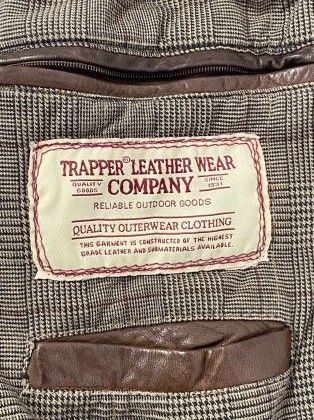 TRAPPER® LEATHER WEAR
QUALITY GOODS COMPANY SINCE 1931
RELIABLE OUTDOOR GOODS
QUALITY OUTERWEAR CLOTHING
THIS GARMENT IS CONSTRUCTED OF THE HIGHEST
GRADE LEATHER AND SUBMATERIALS AVAILABLE.